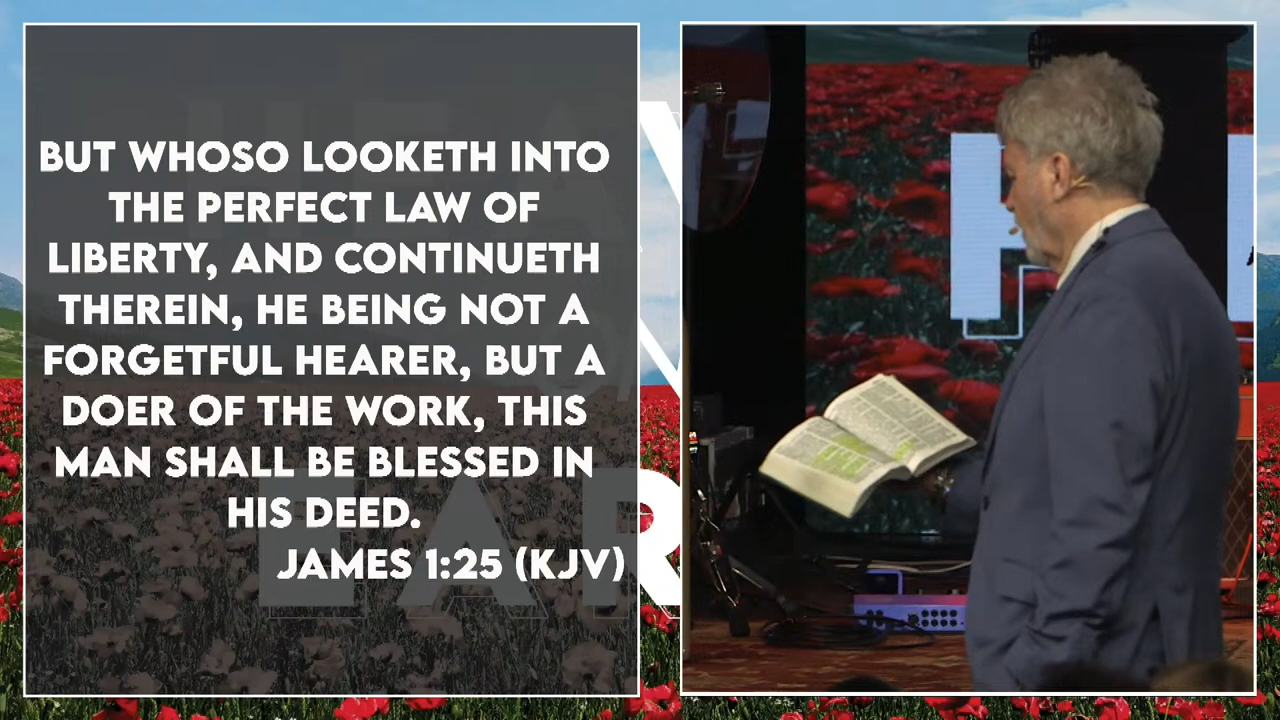 BUT WHOSO LOOKETH INTO
THE PERFECT LAW OF
LIBERTY, AND CONTINUETH
THEREIN, HE BEING NOT A
FORGETFUL HEARER, BUT A
DOER OF THE WORK, THIS
MAN SHALL BE BLESSED IN
HIS DEED.
JAMES 1:25 (KJV)